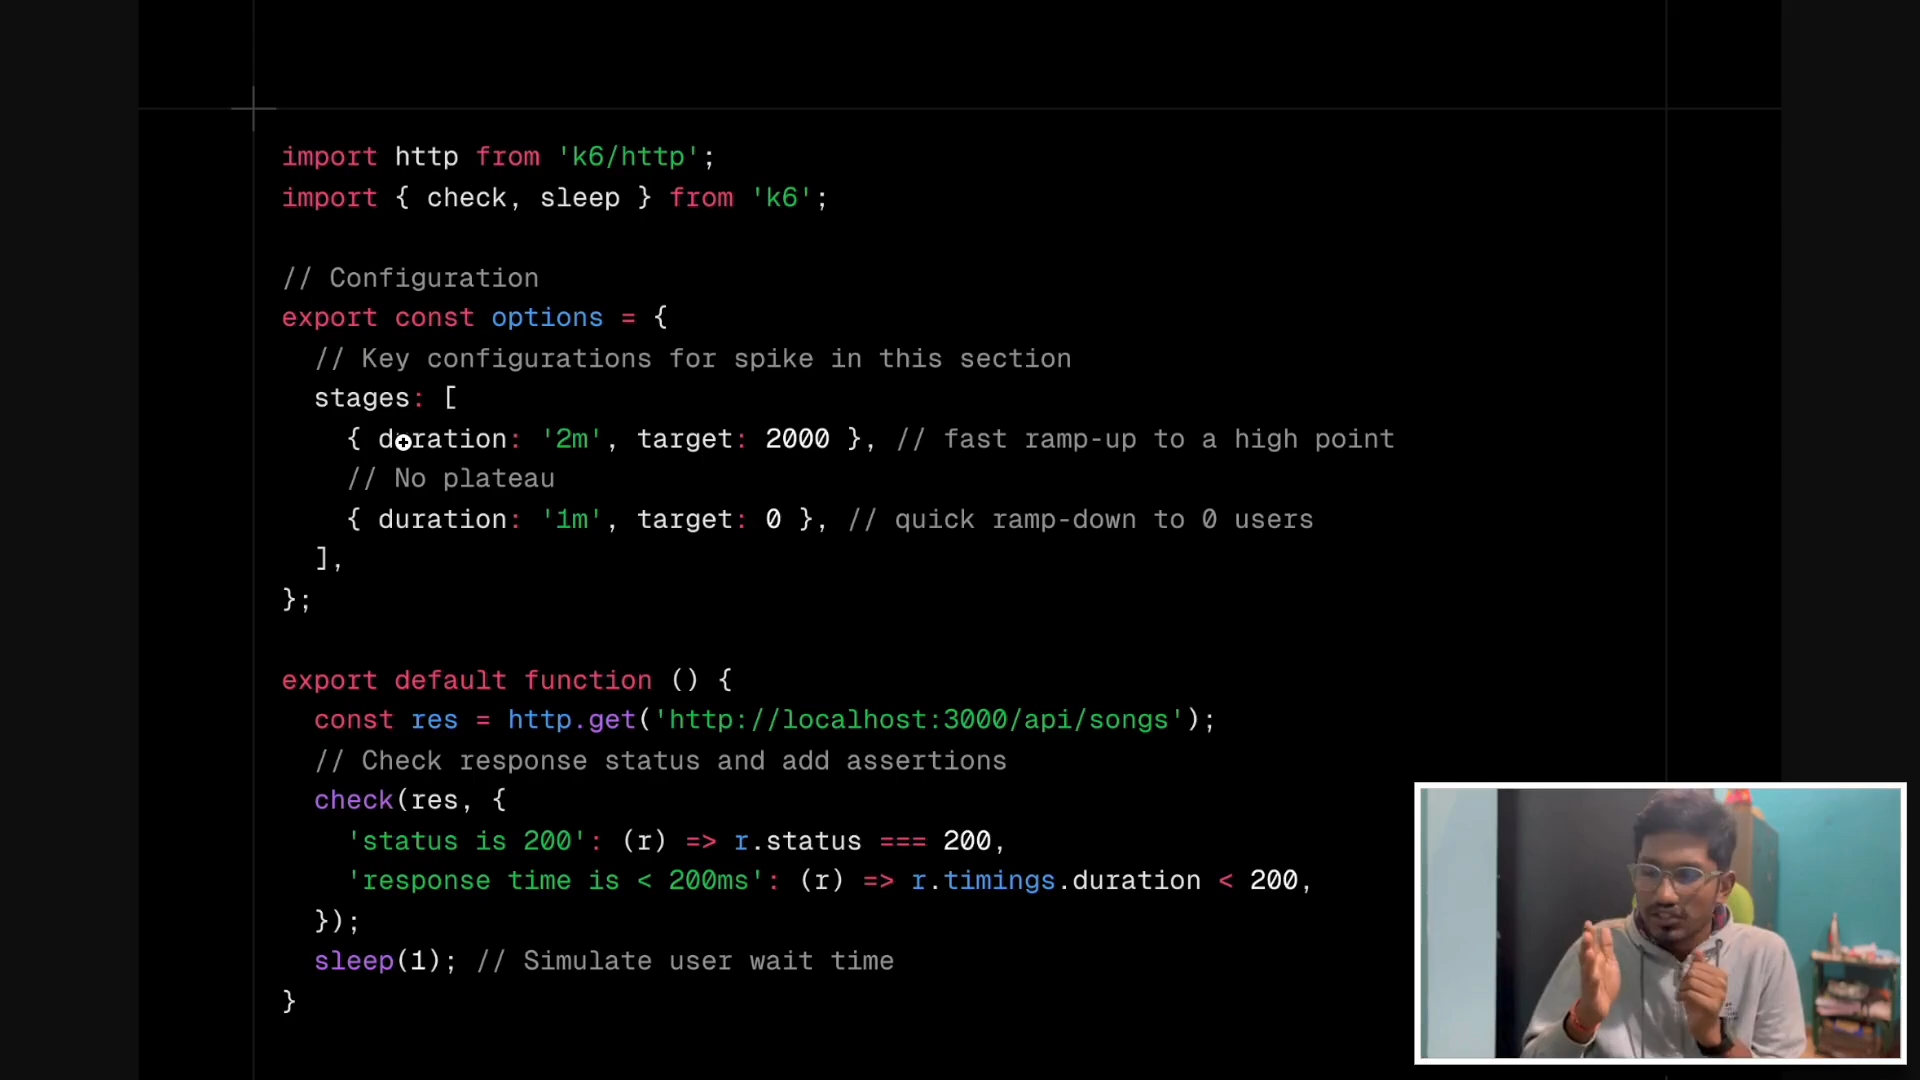 import http from 'k6/http';
import { check, sleep } from 'k6';
// Configuration
export const options = {
// Key configurations for spike in this section
stages: [
{ duration: '2m', target: 2000 }, // fast ramp-up to a high point
// No plateau
{ duration: '1m', target: 0 }, // quick ramp-down to 0 users
],
};
export default function () {
const res = http.get('http://localhost:3000/api/songs');
// Check response status and add assertions
check(res, {
'status is 200': (r) => r.status === 200,
'response time is < 200ms': (r) => r.timings.duration < 200,
});
sleep(1); // Simulate user wait time
}